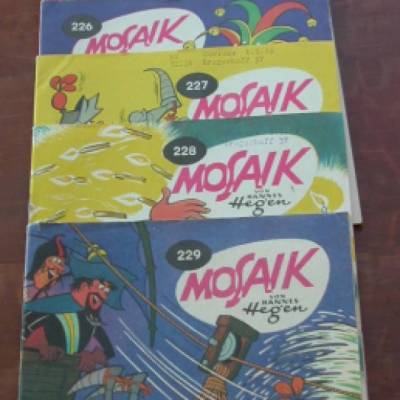 226
MOSAIK
227
MOSAIK
228
MOSAIK
VON
HANNES
Hegen
229
MOSAIK
VON
HANNES
Hegen